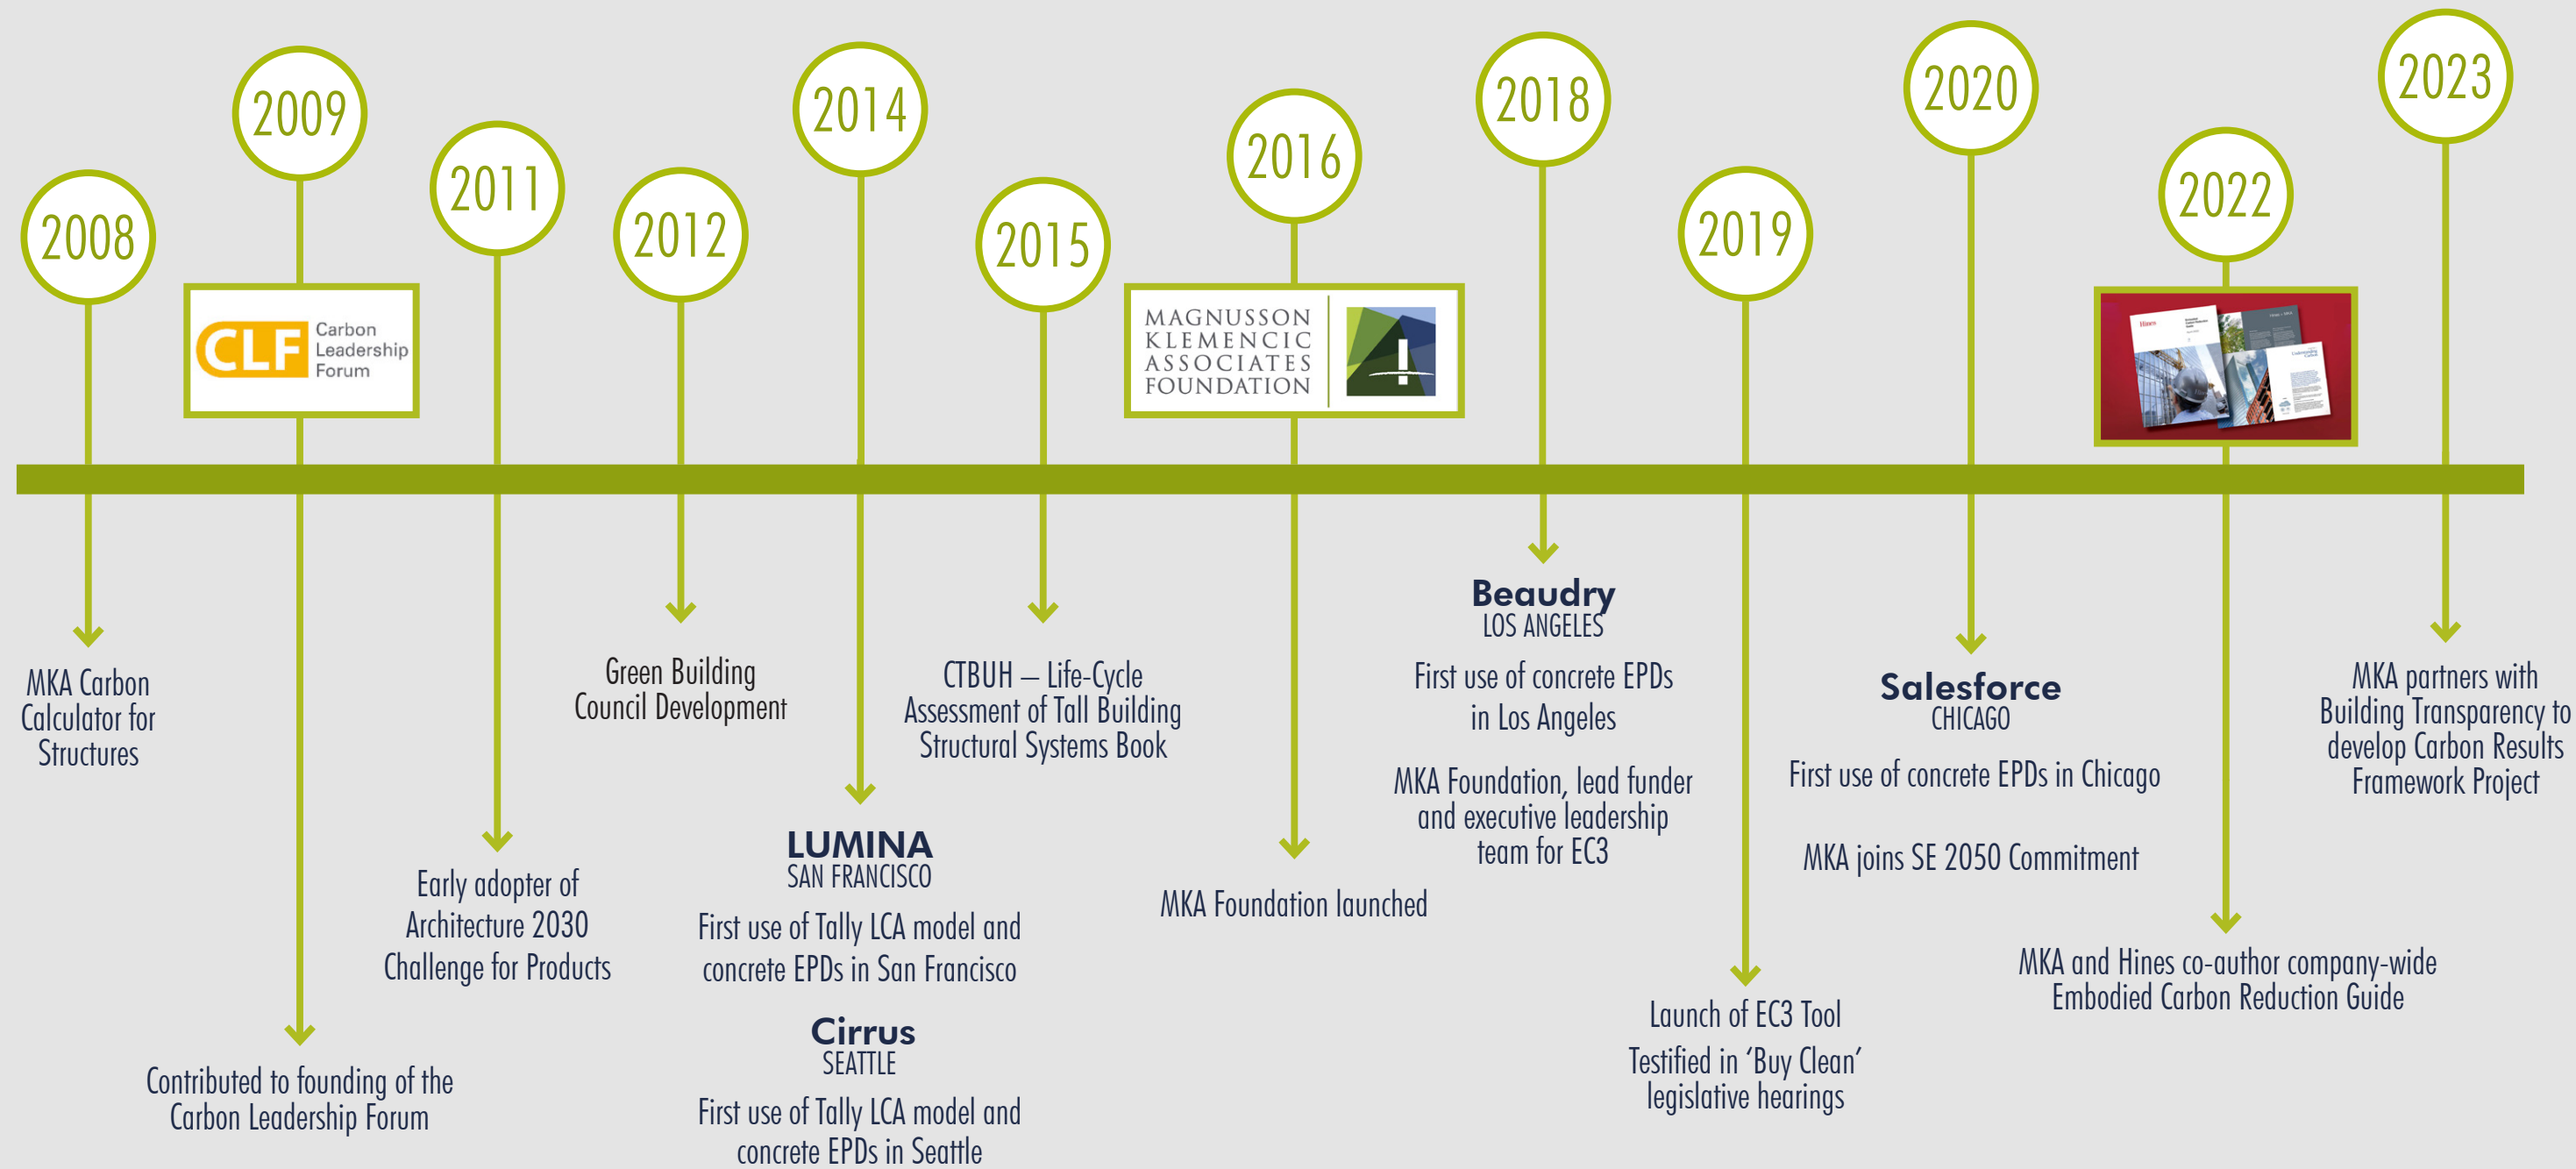 2008
MKA Carbon
Calculator for
Structures
2009
CLF
Carbon
Leadership
Forum
Contributed to founding of the
Carbon Leadership Forum
2011
Early adopter of
Architecture 2030
Challenge for Products
2012
Green Building
Council Development
2014
LUMINA
SAN FRANCISCO
First use of Tally LCA model and
concrete EPDs in San Francisco
Cirrus
SEATTLE
First use of Tally LCA model and
concrete EPDs in Seattle
2015
CTBUH – Life-Cycle
Assessment of Tall Building
Structural Systems Book
2016
MAGNUSSON
KLEMENCIC
ASSOCIATES
FOUNDATION
MKA Foundation launched
2018
Beaudry
LOS ANGELES
First use of concrete EPDs
in Los Angeles
MKA Foundation, lead funder
and executive leadership
team for EC3
2019
Launch of EC3 Tool
Testified in ‘Buy Clean’
legislative hearings
2020
Salesforce
CHICAGO
First use of concrete EPDs in Chicago
MKA joins SE 2050 Commitment
2022
Hines
MKA and Hines co-author company-wide
Embodied Carbon Reduction Guide
2023
MKA partners with
Building Transparency to
develop Carbon Results
Framework Project